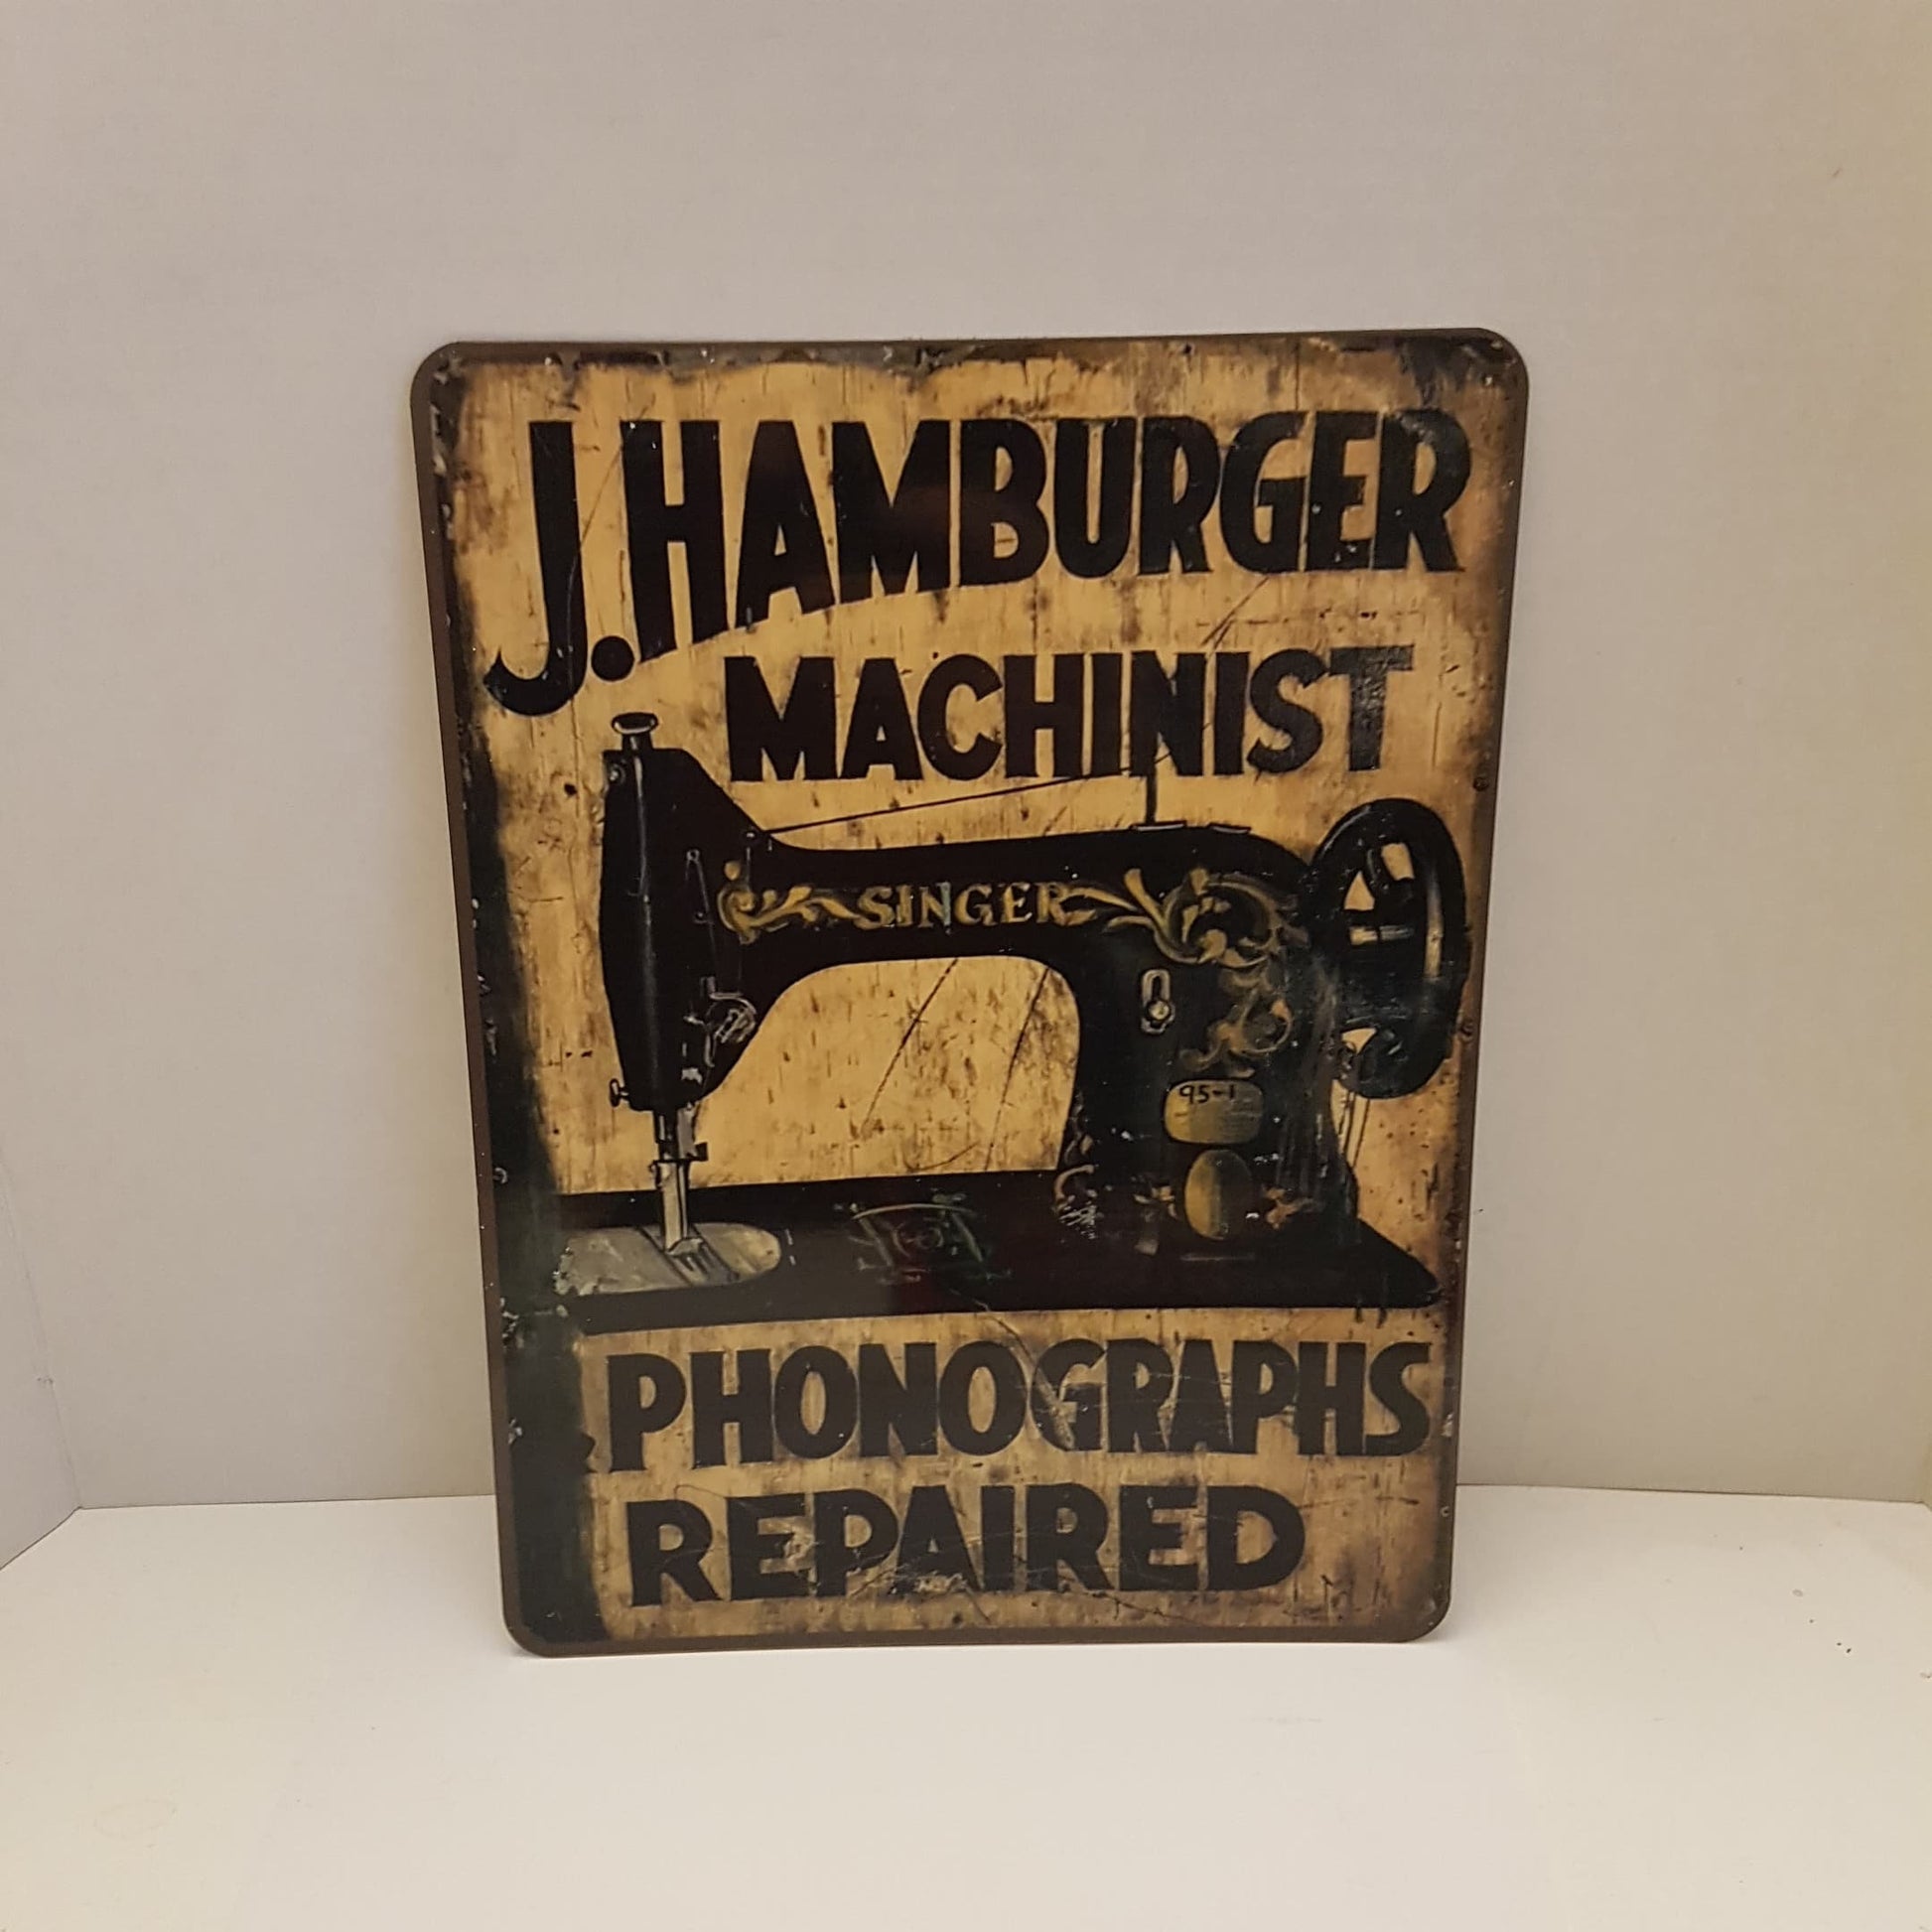 J. HAMBURGER
MACHINIST
SINGER
95-1
PHONOGRAPHS
REPAIRED